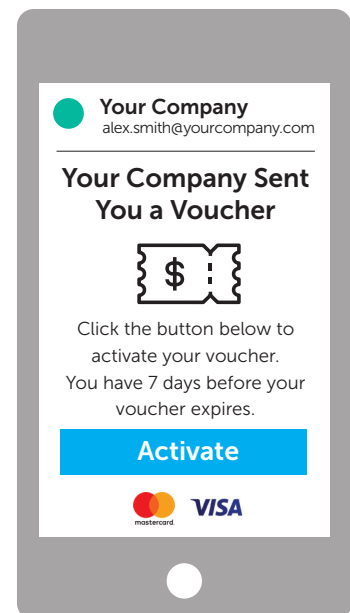 Your Company
alex.smith@yourcompany.com
Your Company Sent
You a Voucher
$
Click the button below to
activate your voucher.
You have 7 days before your
voucher expires.
Activate
mastercard VISA